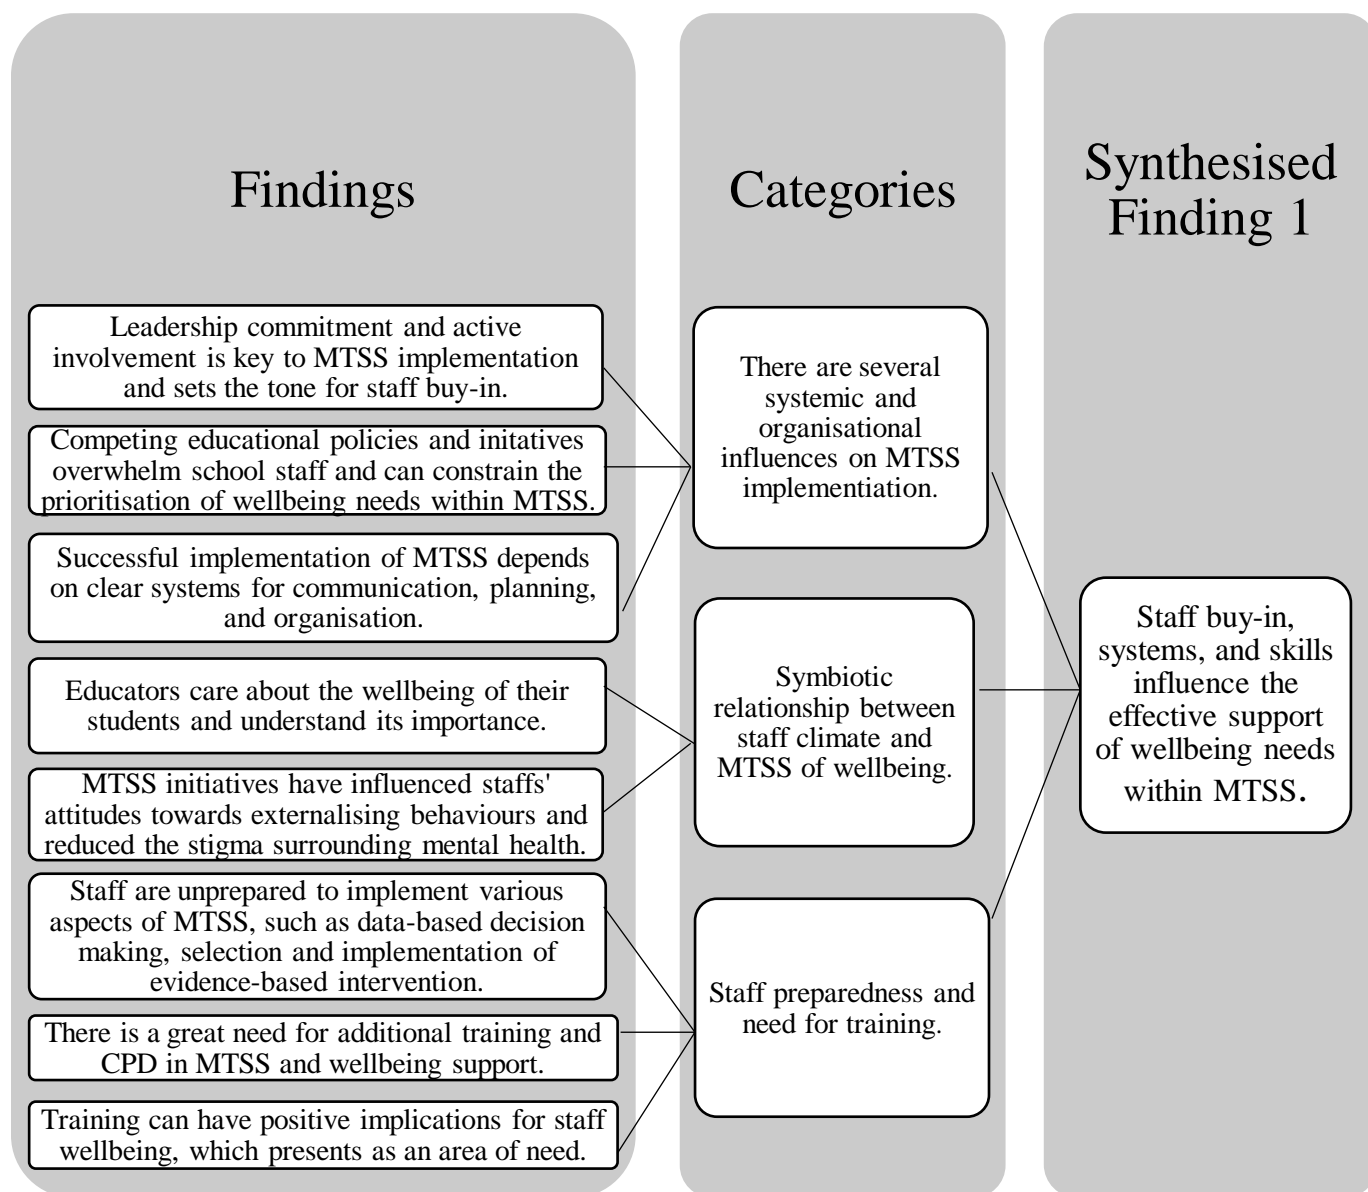 Findings
Leadership commitment and active
involvement is key to MTSS implementation
and sets the tone for staff buy-in.
Competing educational policies and initatives
overwhelm school staff and can constrain the
prioritisation of wellbeing needs within MTSS.
Successful implementation of MTSS depends
on clear systems for communication, planning,
and organisation.
Educators care about the wellbeing of their
students and understand its importance.
MTSS initiatives have influenced staffs'
attitudes towards externalising behaviours and
reduced the stigma surrounding mental health.
Staff are unprepared to implement various
aspects of MTSS, such as data-based decision
making, selection and implementation of
evidence-based intervention.
There is a great need for additional training and
CPD in MTSS and wellbeing support.
Training can have positive implications for staff
wellbeing, which presents as an area of need.
Categories
There are several
systemic and
organisational
influences on MTSS
implementiation.
Symbiotic
relationship between
staff climate and
MTSS of wellbeing.
Staff preparedness and
need for training.
Synthesised
Finding 1
Staff buy-in,
systems, and skills
influence the
effective support
of wellbeing needs
within MTSS.